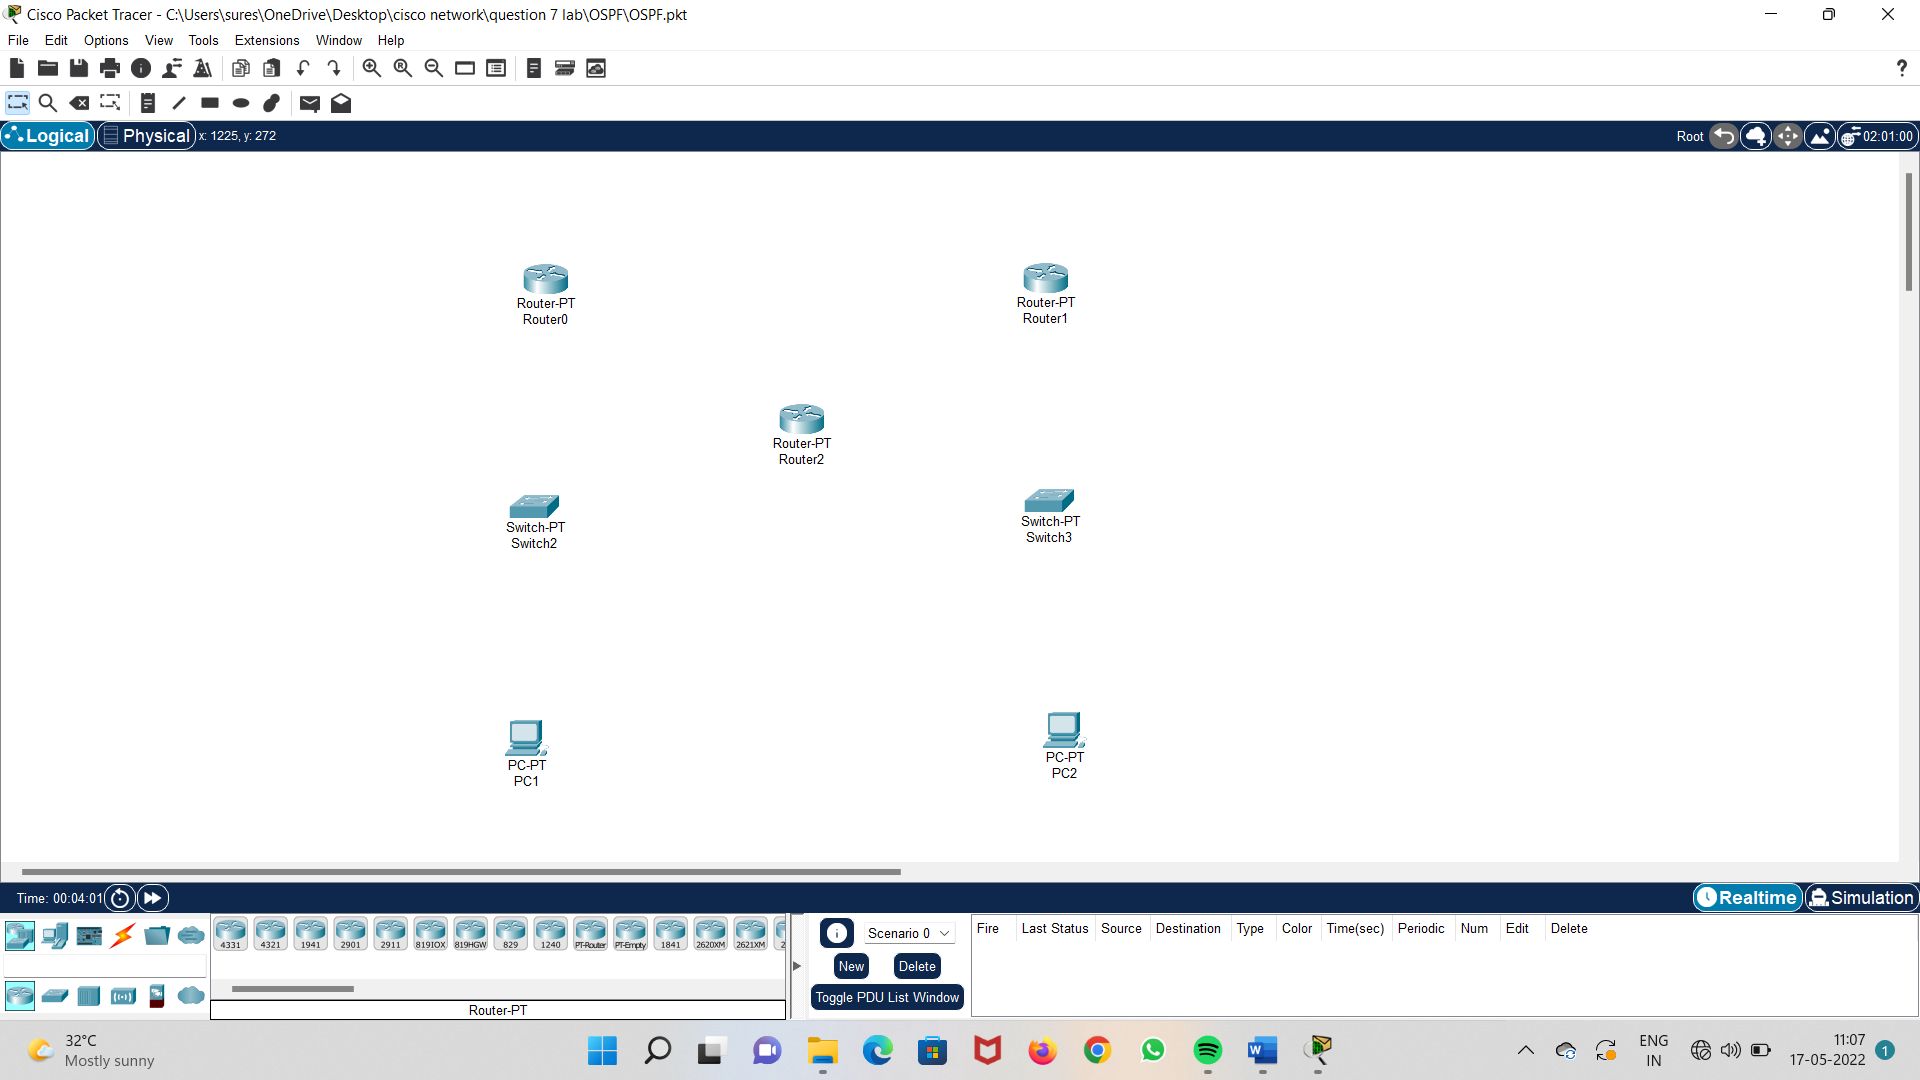 Cisco Packet Tracer - C:\Users\sures\OneDrive\Desktop\cisco network\question 7 lab\OSPF\OSPF.pkt
File Edit Options View Tools Extensions Window Help
?
Logical Physical x: 1225, y: 272 Root 02:01:00
Router-PT
Router0
Router-PT
Router1
Router-PT
Router2
Switch-PT
Switch2
Switch-PT
Switch3
PC-PT
PC1
PC-PT
PC2
Time: 00:04:01 Realtime Simulation
4331 4321 1941 2901 2911 819IOX 819HGW 829 1240 PT-Router PT-Empty 1841 2620XM 2621XM 2
Router-PT
Scenario 0
New Delete
Toggle PDU List Window
Fire Last Status Source Destination Type Color Time(sec) Periodic Num Edit Delete
32°C
Mostly sunny
ENG
IN
11:07
17-05-2022
1